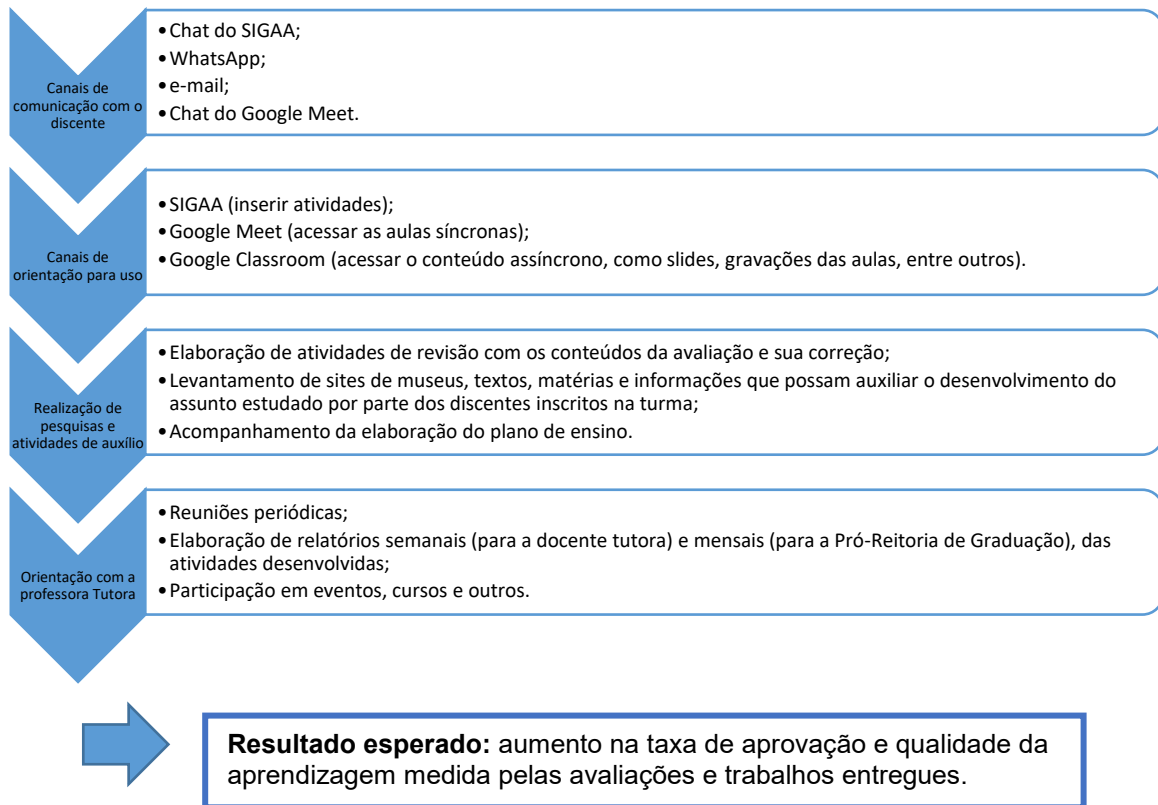 Canais de
comunicação com o
discente
•Chat do SIGAA;
•WhatsApp;
•e-mail;
•Chat do Google Meet.
Canais de
orientação para uso
•SIGAA (inserir atividades);
•Google Meet (acessar as aulas síncronas);
•Google Classroom (acessar o conteúdo assíncrono, como slides, gravações das aulas, entre outros).
Realização de
pesquisas e
atividades de auxílio
•Elaboração de atividades de revisão com os conteúdos da avaliação e sua correção;
•Levantamento de sites de museus, textos, matérias e informações que possam auxiliar o desenvolvimento do
assunto estudado por parte dos discentes inscritos na turma;
•Acompanhamento da elaboração do plano de ensino.
Orientação com a
professora Tutora
•Reuniões periódicas;
•Elaboração de relatórios semanais (para a docente tutora) e mensais (para a Pró-Reitoria de Graduação), das
atividades desenvolvidas;
•Participação em eventos, cursos e outros.
Resultado esperado: aumento na taxa de aprovação e qualidade da
aprendizagem medida pelas avaliações e trabalhos entregues.